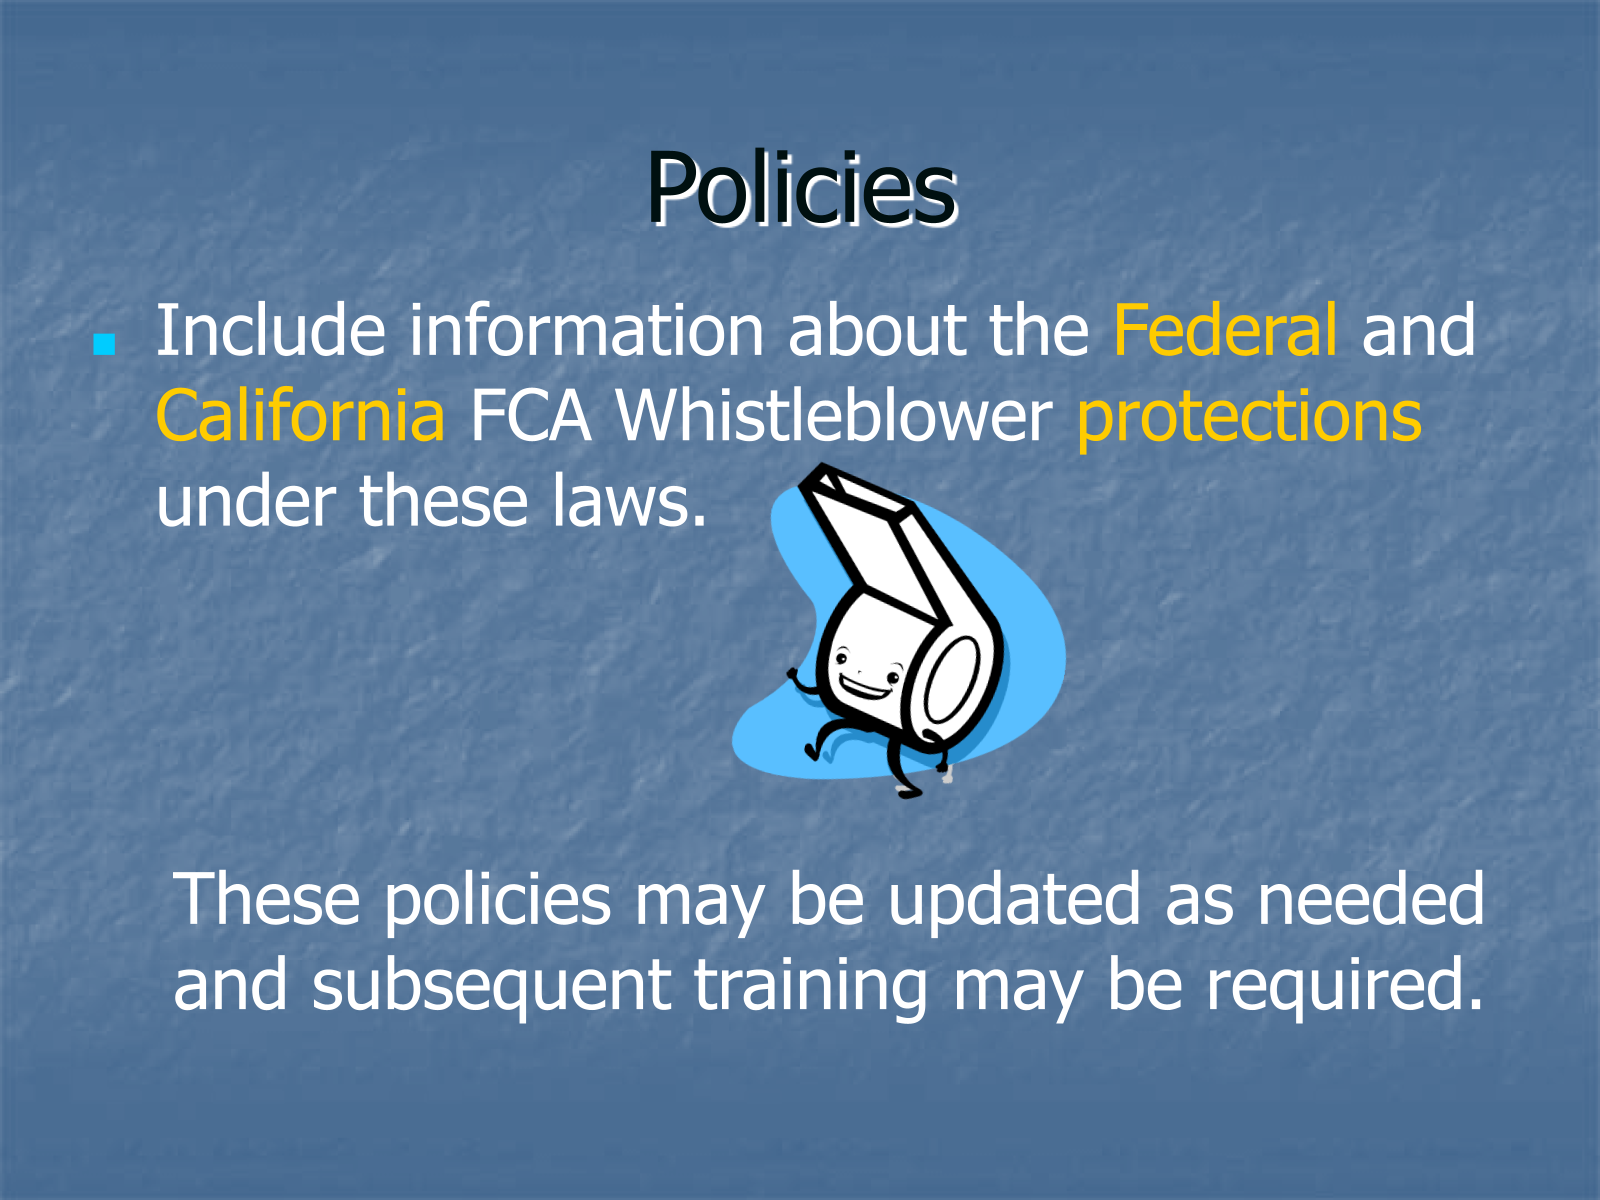 Policies
Include information about the Federal and
California FCA Whistleblower protections
under these laws.
These policies may be updated as needed
and subsequent training may be required.